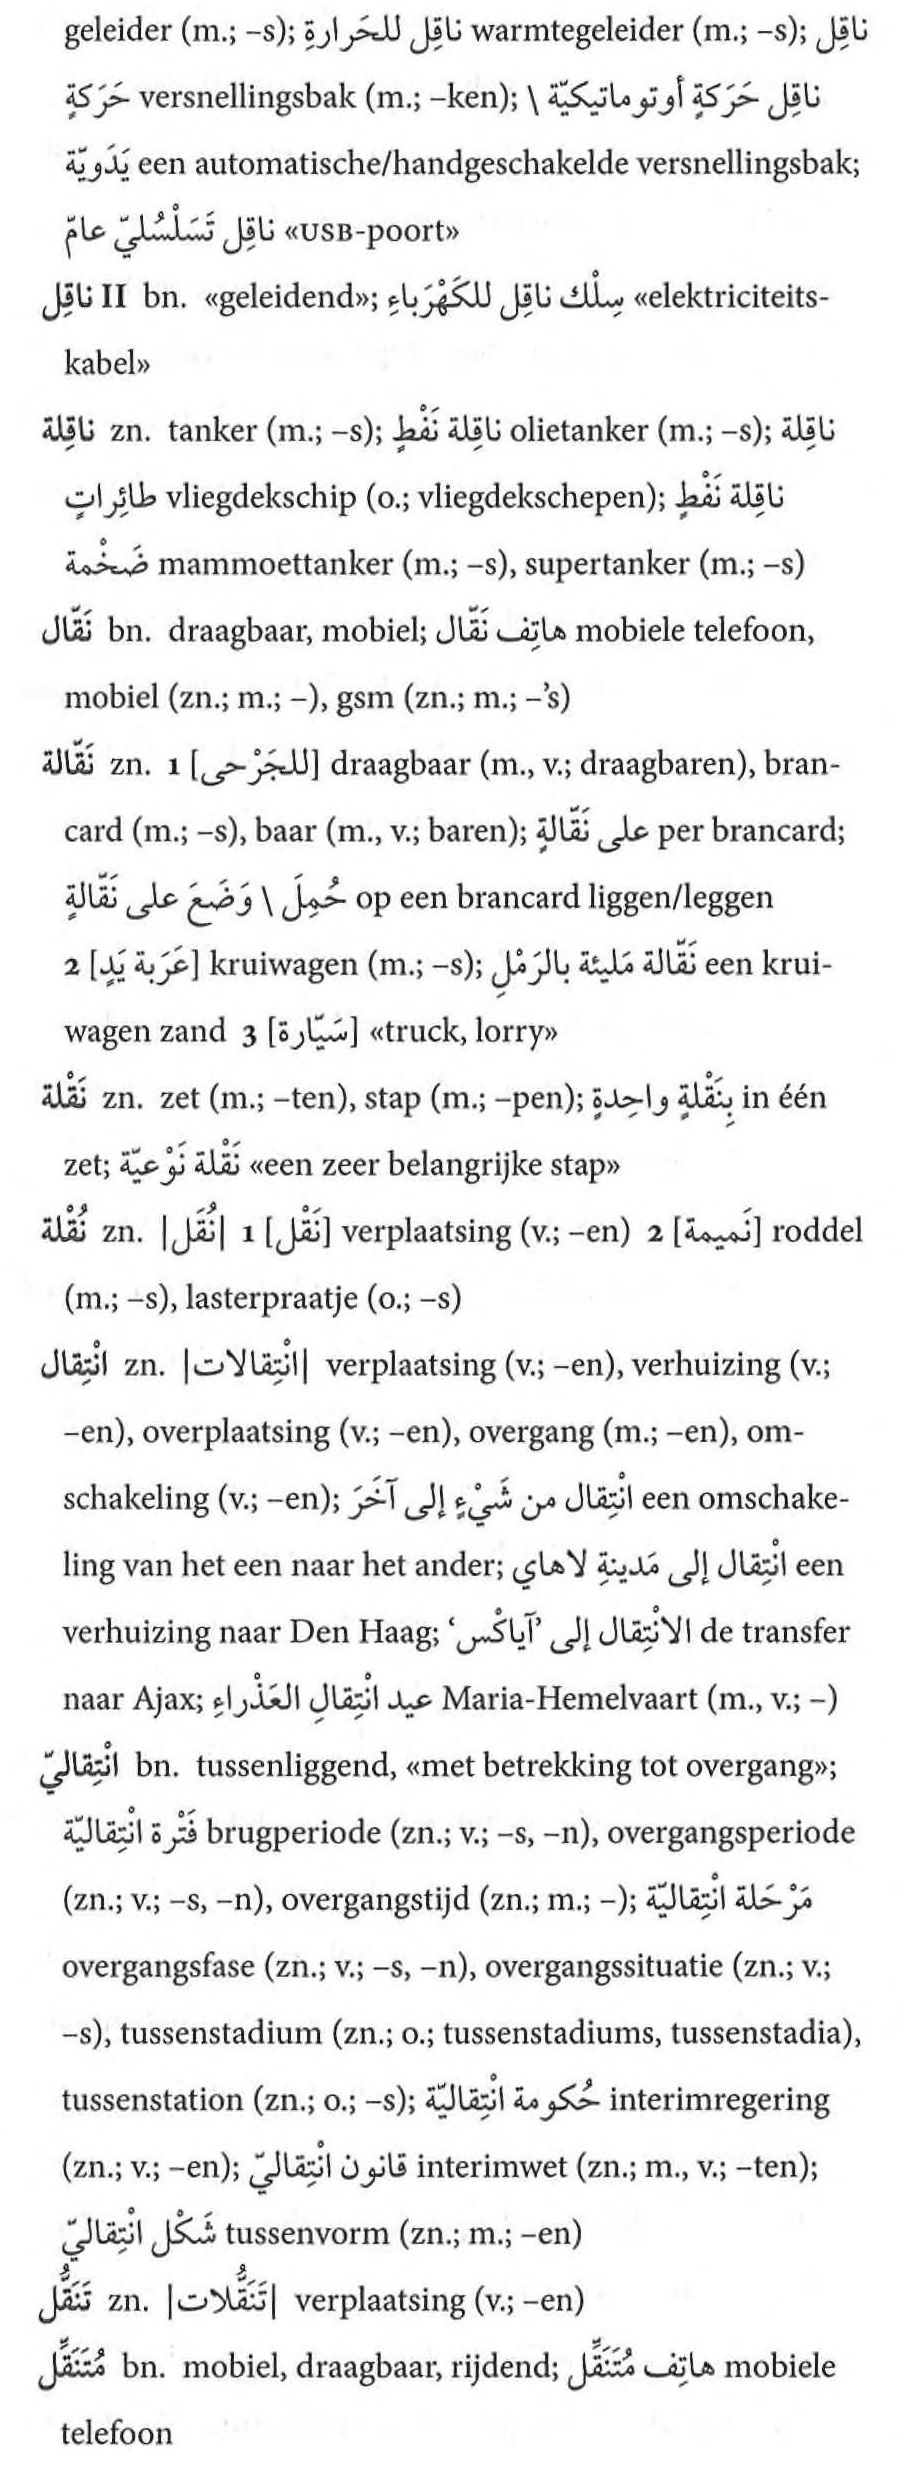 geleider (m.; –s); ناقِل للحَرارةِ warmtegeleider (m.; –s); ناقِل
حَرَكةٍ versnellingsbak (m.; –ken); ناقِل حَرَكةٍ أوتوماتيكيّة \
يَدَويّة een automatische/handgeschakelde versnellingsbak;
ناقِل تَسَلْسُليّ عامّ «USB-poort»
ناقِل II bn. «geleidend»; سِلْك ناقِل للكَهْرَباءِ «elektriciteits-
kabel»
ناقِلة zn. tanker (m.; –s); ناقِلة نَفْطٍ olietanker (m.; –s); ناقِلة
طائِراتٍ vliegdekschip (o.; vliegdekschepen); ناقِلة نَفْطٍ
ضَخْمة mammoettanker (m.; –s), supertanker (m.; –s)
نَقّال bn. draagbaar, mobiel; هاتِف نَقّال mobiele telefoon,
mobiel (zn.; m.; –), gsm (zn.; m.; –’s)
نَقّالة zn. 1 [للجَرْحى] draagbaar (m., v.; draagbaren), bran-
card (m.; –s), baar (m., v.; baren); على نَقّالةٍ per brancard;
حُمِلَ \ وَضَعَ على نَقّالةٍ op een brancard liggen/leggen
2 [عَرَبة يَدٍ] kruiwagen (m.; –s); نَقّالة مَليئة بالرَمْلِ een krui-
wagen zand 3 [سَيّارة] «truck, lorry»
نَقْلة zn. zet (m.; –ten), stap (m.; –pen); بِنَقْلةٍ واحِدةٍ in één
zet; نَقْلة نَوْعيّة «een zeer belangrijke stap»
نُقْلة zn. |نُقَل| 1 [نَقْل] verplaatsing (v.; –en) 2 [نَميمة] roddel
(m.; –s), lasterpraatje (o.; –s)
انْتِقال zn. |انْتِقالات| verplaatsing (v.; –en), verhuizing (v.;
–en), overplaatsing (v.; –en), overgang (m.; –en), om-
schakeling (v.; –en); انْتِقال من شَيْءٍ إلى آخَرَ een omschake-
ling van het een naar het ander; انْتِقال إلى مَدينةِ لاهاي een
verhuizing naar Den Haag; الانْتِقال إلى ’آياكْس‘ de transfer
naar Ajax; عيد انْتِقالِ العَذْراءِ Maria-Hemelvaart (m., v.; –)
انْتِقاليّ bn. tussenliggend, «met betrekking tot overgang»;
فَتْرة انْتِقاليّة brugperiode (zn.; v.; –s, –n), overgangsperiode
(zn.; v.; –s, –n), overgangstijd (zn.; m.; –); مَرْحَلة انْتِقاليّة
overgangsfase (zn.; v.; –s, –n), overgangssituatie (zn.; v.;
–s), tussenstadium (zn.; o.; tussenstadiums, tussenstadia),
tussenstation (zn.; o.; –s); حُكومة انْتِقاليّة interimregering
(zn.; v.; –en); قانون انْتِقاليّ interimwet (zn.; m., v.; –ten);
شَكْل انْتِقاليّ tussenvorm (zn.; m.; –en)
تَنَقُّل zn. |تَنَقُّلات| verplaatsing (v.; –en)
مُتَنَقِّل bn. mobiel, draagbaar, rijdend; هاتِف مُتَنَقِّل mobiele
telefoon